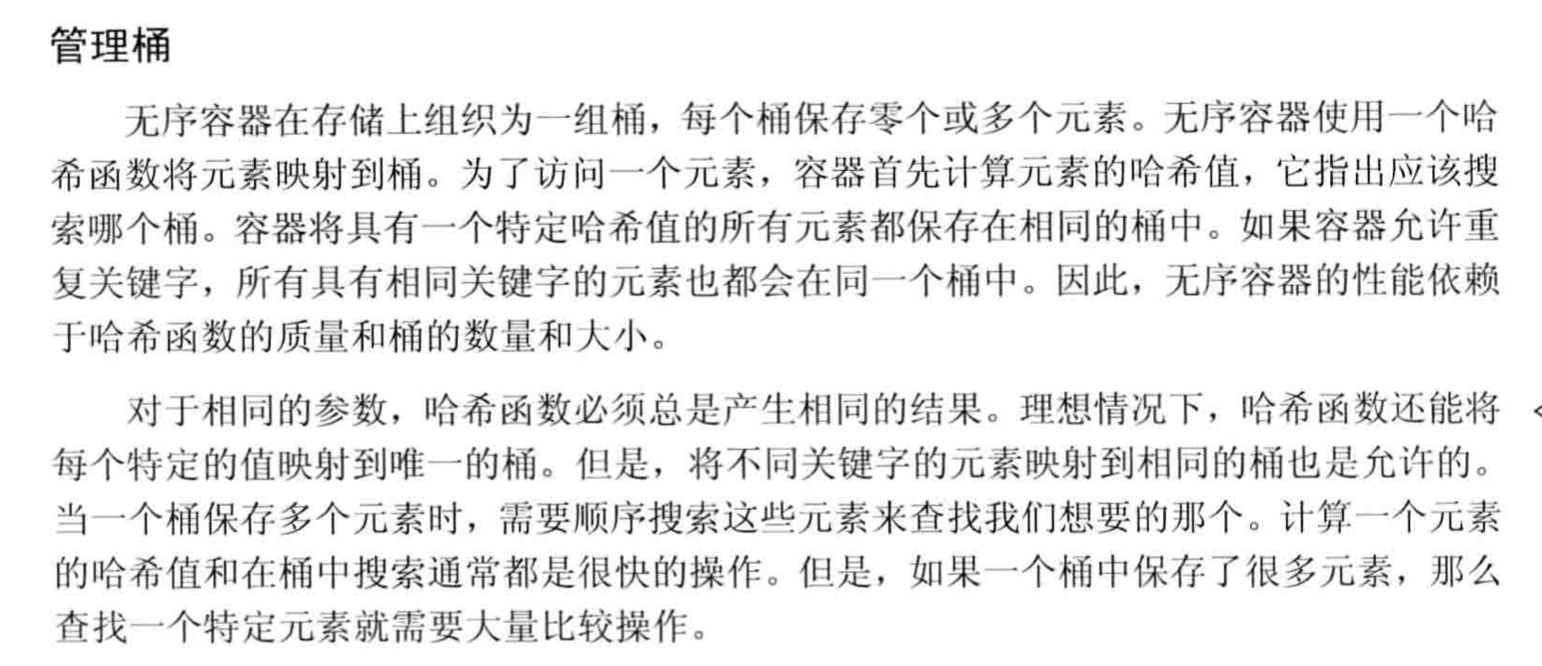 管理桶
无序容器在存储上组织为一组桶，每个桶保存零个或多个元素。无序容器使用一个哈
希函数将元素映射到桶。为了访问一个元素，容器首先计算元素的哈希值，它指出应该搜
索哪个桶。容器将具有一个特定哈希值的所有元素都保存在相同的桶中。如果容器允许重
复关键字，所有具有相同关键字的元素也都会在同一个桶中。因此，无序容器的性能依赖
于哈希函数的质量和桶的数量和大小。
对于相同的参数，哈希函数必须总是产生相同的结果。理想情况下，哈希函数还能将
每个特定的值映射到唯一的桶。但是，将不同关键字的元素映射到相同的桶也是允许的。
当一个桶保存多个元素时，需要顺序搜索这些元素来查找我们想要的那个。计算一个元素
的哈希值和在桶中搜索通常都是很快的操作。但是，如果一个桶中保存了很多元素，那么
查找一个特定元素就需要大量比较操作。